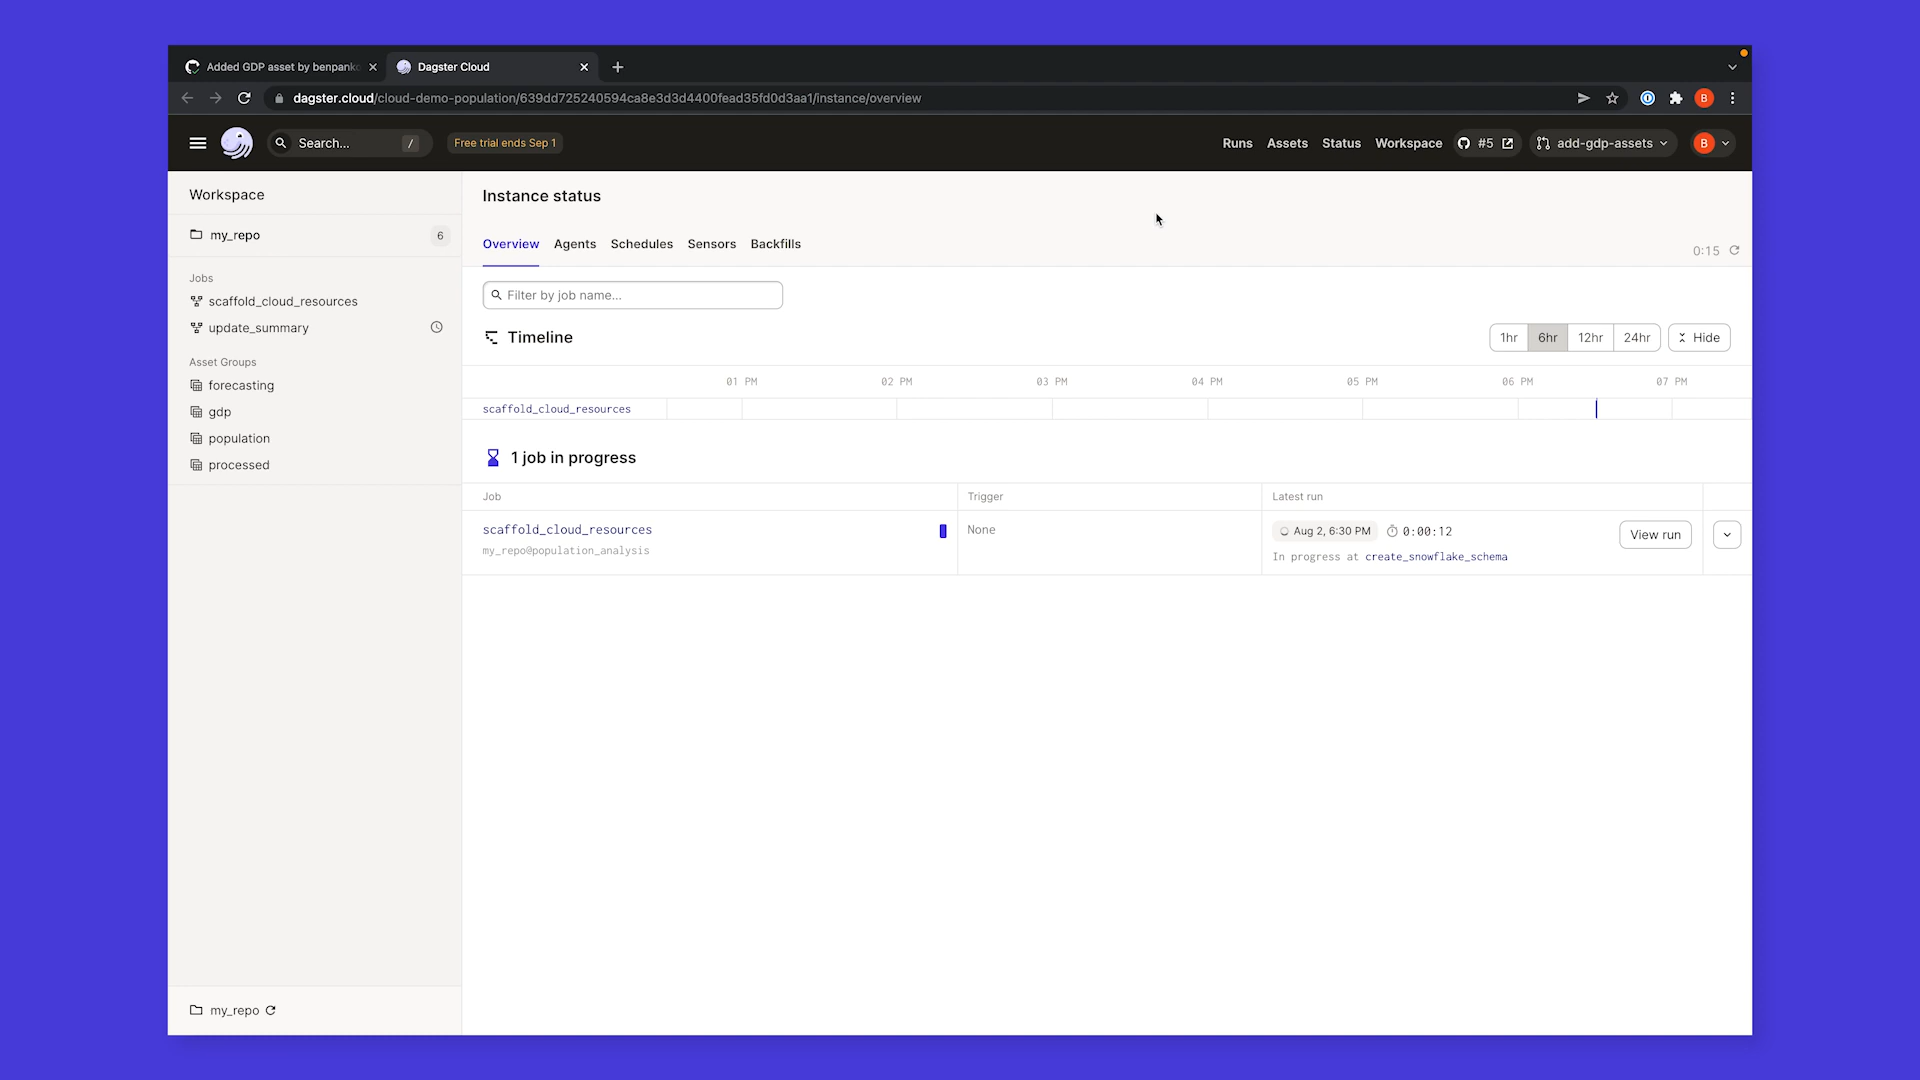 Added GDP asset by benpanko
Dagster Cloud
dagster.cloud/cloud-demo-population/639dd725240594ca8e3d3d4400fead35fd0d3aa1/instance/overview
B
Search... /
Free trial ends Sep 1
Runs Assets Status Workspace #5 add-gdp-assets B
Workspace
my_repo 6
Jobs
scaffold_cloud_resources
update_summary
Asset Groups
forecasting
gdp
population
processed
my_repo
Instance status
Overview Agents Schedules Sensors Backfills
0:15
Filter by job name...
Timeline
1hr 6hr 12hr 24hr Hide
01 PM 02 PM 03 PM 04 PM 05 PM 06 PM 07 PM
scaffold_cloud_resources
1 job in progress
Job Trigger Latest run
scaffold_cloud_resources None Aug 2, 6:30 PM 0:00:12 View run
my_repo@population_analysis In progress at create_snowflake_schema